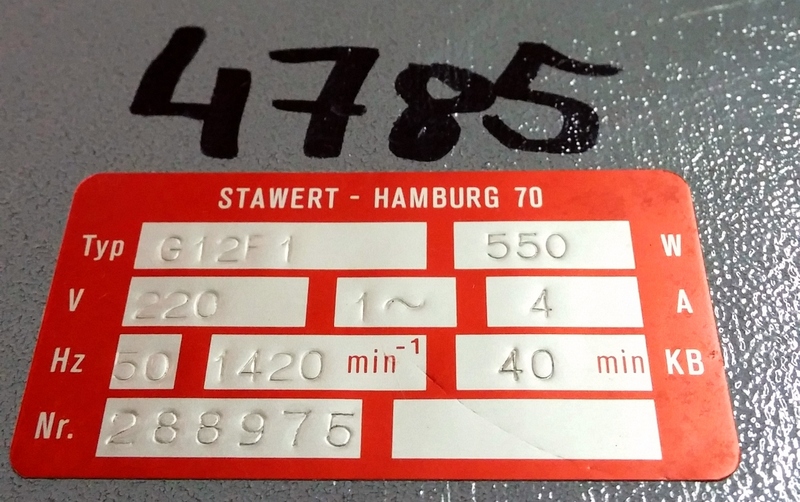 4785
STAWERT - HAMBURG 70
Typ G12F1 550 W
V 220 1~ 4 A
Hz 50 1420 min⁻¹ 40 min KB
Nr. 288975